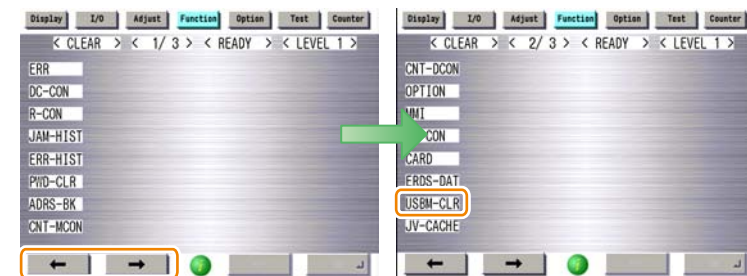 Display I/O Adjust Function Option Test Counter
< CLEAR > < 1/ 3 > < READY > < LEVEL 1 >
ERR
DC-CON
R-CON
JAM-HIST
ERR-HIST
PWD-CLR
ADRS-BK
CNT-MCON
Display I/O Adjust Function Option Test Counter
< CLEAR > < 2/ 3 > < READY > < LEVEL 1 >
CNT-DCON
OPTION
MMI
CON
CARD
ERDS-DAT
USBM-CLR
JV-CACHE